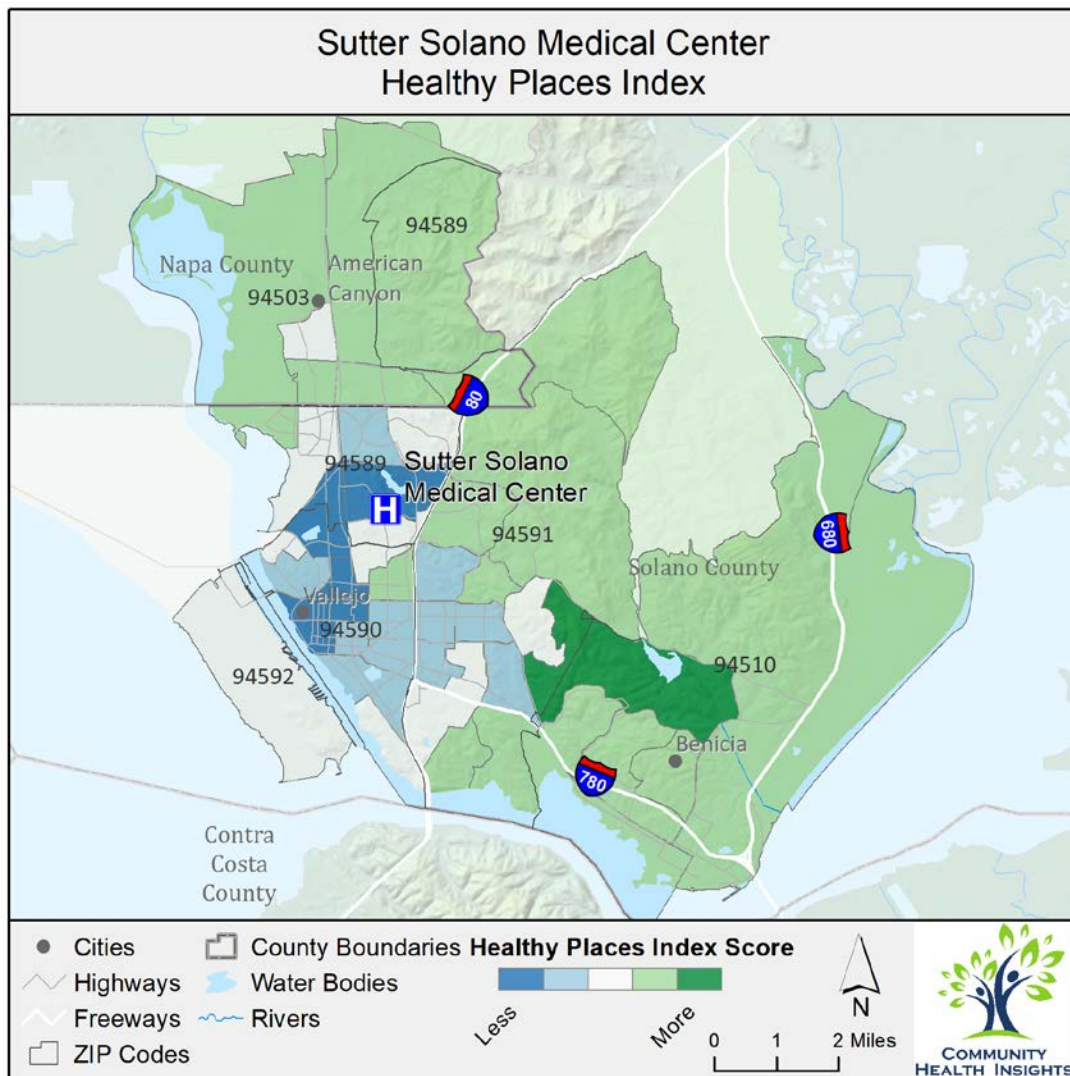 Sutter Solano Medical Center
Healthy Places Index
94589
Napa County
American
Canyon
94503
80
94589
Sutter Solano
Medical Center
H
94591
680
Solano County
Vallejo
94590
94592
94510
Benicia
780
Contra
Costa
County
Cities
County Boundaries
Healthy Places Index Score
Highways
Water Bodies
Freeways
Rivers
ZIP Codes
Less
More
N
0 1 2 Miles
COMMUNITY
HEALTH INSIGHTS